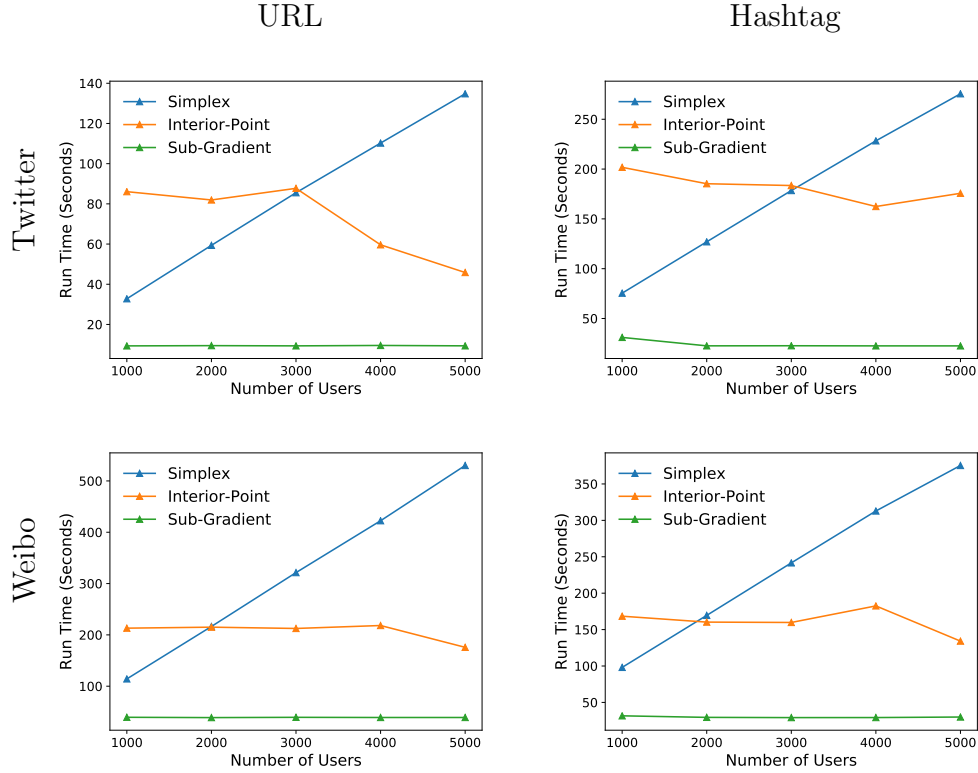 URL
Hashtag
Twitter
140
120
100
80
60
40
20
Run Time (Seconds)
Simplex
Interior-Point
Sub-Gradient
1000 2000 3000 4000 5000
Number of Users
250
200
150
100
50
Run Time (Seconds)
Simplex
Interior-Point
Sub-Gradient
1000 2000 3000 4000 5000
Number of Users
Weibo
500
400
300
200
100
Run Time (Seconds)
Simplex
Interior-Point
Sub-Gradient
1000 2000 3000 4000 5000
Number of Users
350
300
250
200
150
100
50
Run Time (Seconds)
Simplex
Interior-Point
Sub-Gradient
1000 2000 3000 4000 5000
Number of Users